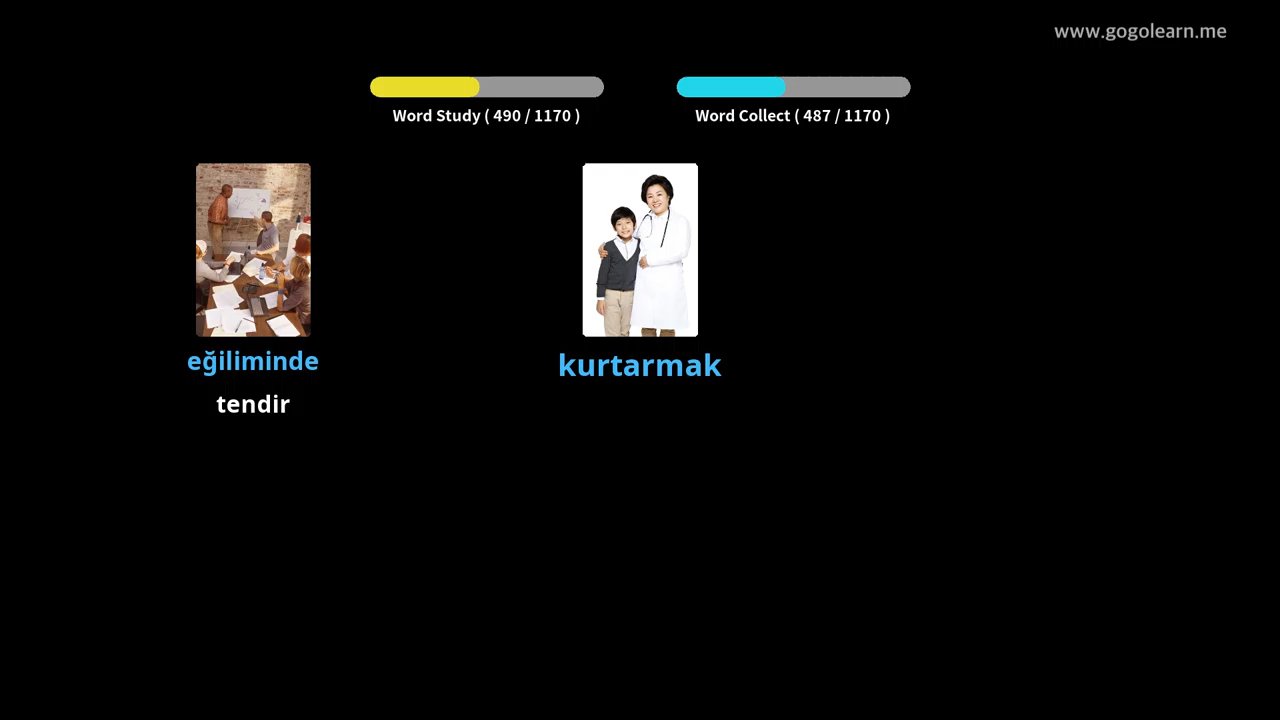 www.gogolearn.me
Word Study ( 490 / 1170 )
Word Collect ( 487 / 1170 )
eğiliminde
tendir
kurtarmak